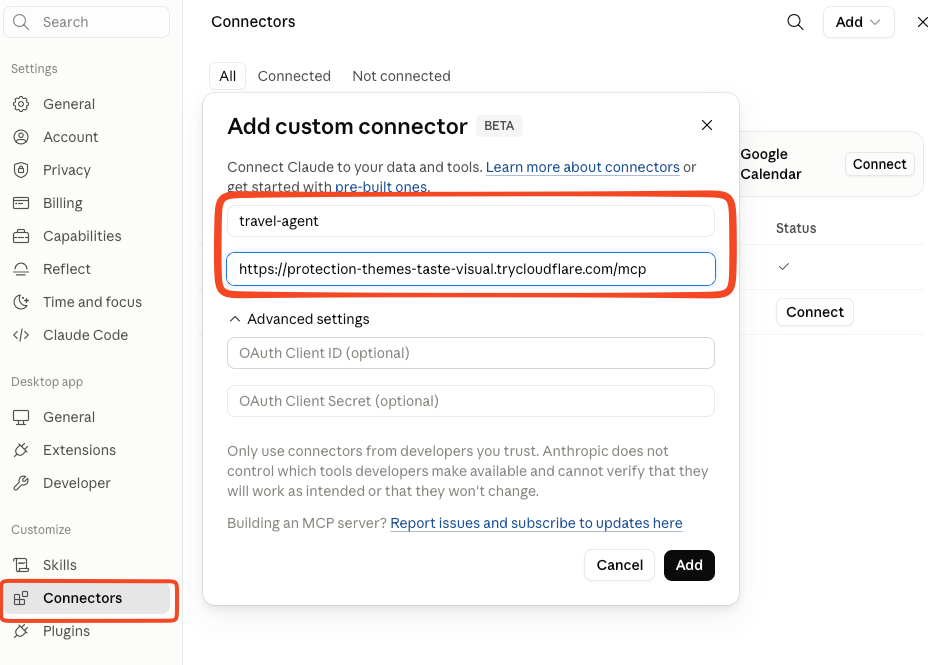 Search
Settings
General
Account
Privacy
Billing
Capabilities
Reflect
Time and focus
Claude Code
Desktop app
General
Extensions
Developer
Customize
Skills
Connectors
Plugins
Connectors
Add
All
Connected
Not connected
Add custom connector BETA
Connect Claude to your data and tools. Learn more about connectors or
get started with pre-built ones.
travel-agent
https://protection-themes-taste-visual.trycloudflare.com/mcp
Advanced settings
OAuth Client ID (optional)
OAuth Client Secret (optional)
Only use connectors from developers you trust. Anthropic does not
control which tools developers make available and cannot verify that they
will work as intended or that they won't change.
Building an MCP server? Report issues and subscribe to updates here
Cancel
Add
Google
Calendar
Connect
Status
Connect